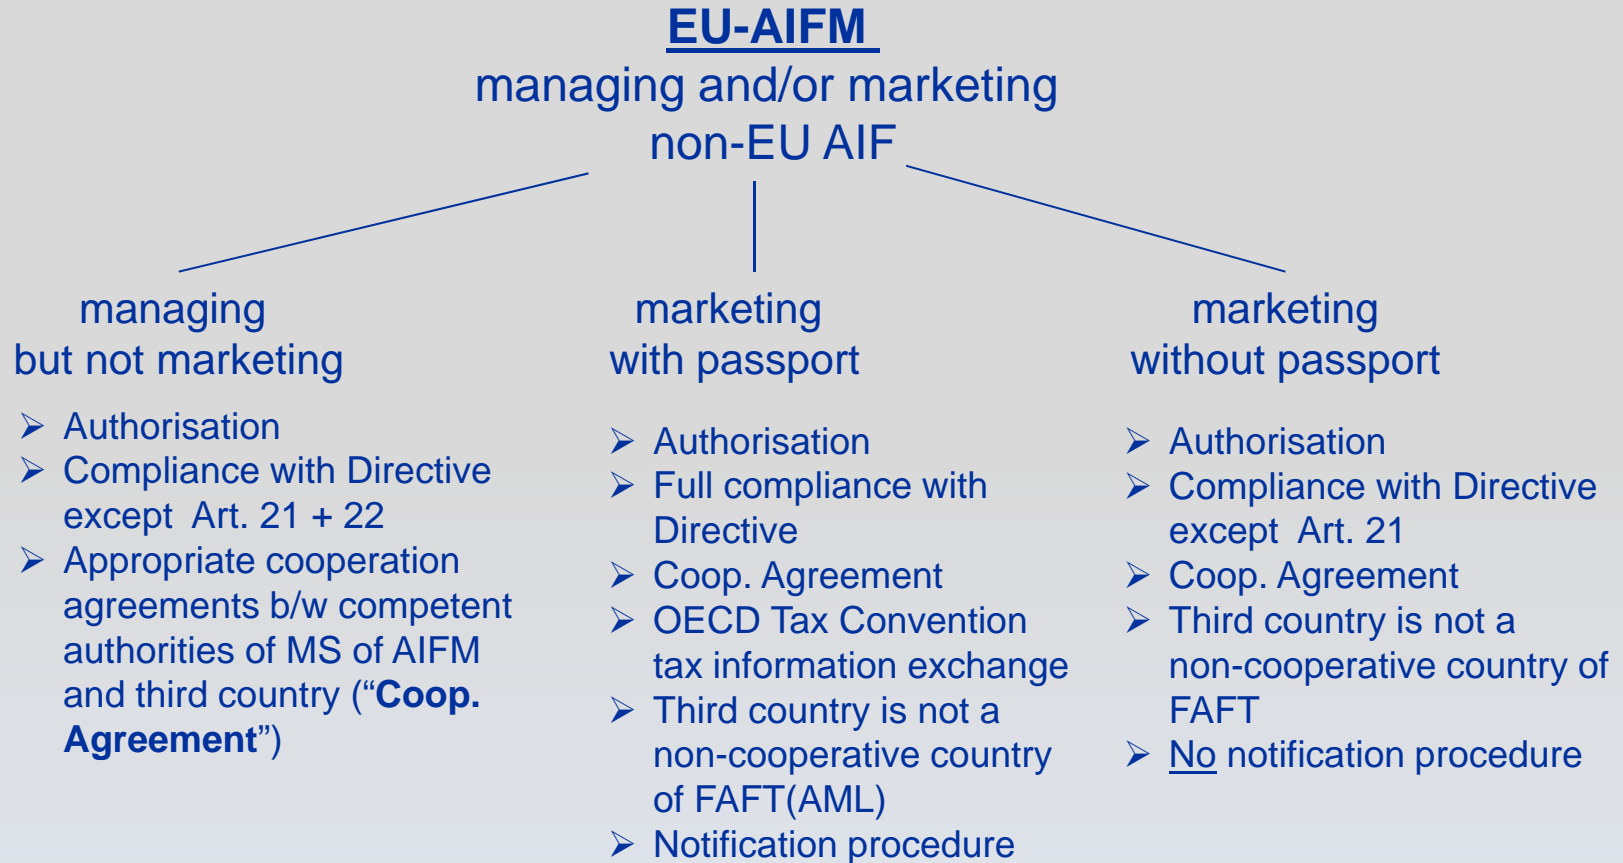 EU-AIFM
managing and/or marketing
non-EU AIF
managing
but not marketing
➢ Authorisation
➢ Compliance with Directive
except Art. 21 + 22
➢ Appropriate cooperation
agreements b/w competent
authorities of MS of AIFM
and third country (“Coop.
Agreement”)
marketing
with passport
➢ Authorisation
➢ Full compliance with
Directive
➢ Coop. Agreement
➢ OECD Tax Convention
tax information exchange
➢ Third country is not a
non-cooperative country
of FAFT(AML)
➢ Notification procedure
marketing
without passport
➢ Authorisation
➢ Compliance with Directive
except Art. 21
➢ Coop. Agreement
➢ Third country is not a
non-cooperative country of
FAFT
➢ No notification procedure